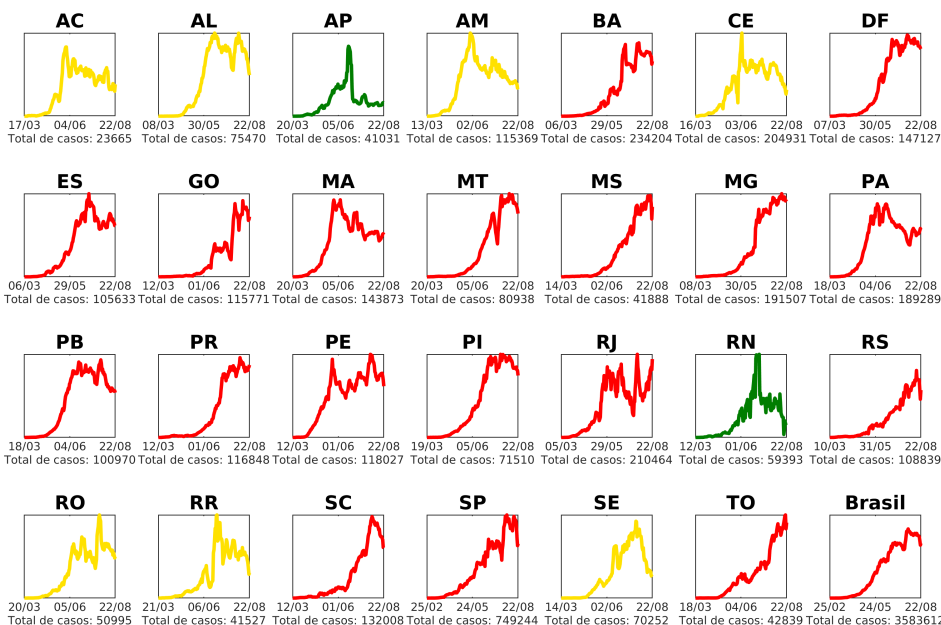 AC AL AP AM BA CE DF
17/03 04/06 22/08 08/03 30/05 22/08 20/03 05/06 22/08 13/03 02/06 22/08 06/03 29/05 22/08 16/03 03/06 22/08 07/03 30/05 22/08
Total de casos: 23665 Total de casos: 75470 Total de casos: 41031 Total de casos: 115369 Total de casos: 234204 Total de casos: 204931 Total de casos: 147127
ES GO MA MT MS MG PA
06/03 29/05 22/08 12/03 01/06 22/08 20/03 05/06 22/08 20/03 05/06 22/08 14/03 02/06 22/08 08/03 30/05 22/08 18/03 04/06 22/08
Total de casos: 105633 Total de casos: 115771 Total de casos: 143873 Total de casos: 80938 Total de casos: 41888 Total de casos: 191507 Total de casos: 189289
PB PR PE PI RJ RN RS
18/03 04/06 22/08 12/03 01/06 22/08 12/03 01/06 22/08 19/03 05/06 22/08 05/03 29/05 22/08 12/03 01/06 22/08 10/03 31/05 22/08
Total de casos: 100970 Total de casos: 116848 Total de casos: 118027 Total de casos: 71510 Total de casos: 210464 Total de casos: 59393 Total de casos: 108839
RO RR SC SP SE TO Brasil
20/03 05/06 22/08 21/03 06/06 22/08 12/03 01/06 22/08 25/02 24/05 22/08 14/03 02/06 22/08 18/03 04/06 22/08 25/02 24/05 22/08
Total de casos: 50995 Total de casos: 41527 Total de casos: 132008 Total de casos: 749244 Total de casos: 70252 Total de casos: 42839 Total de casos: 3583612